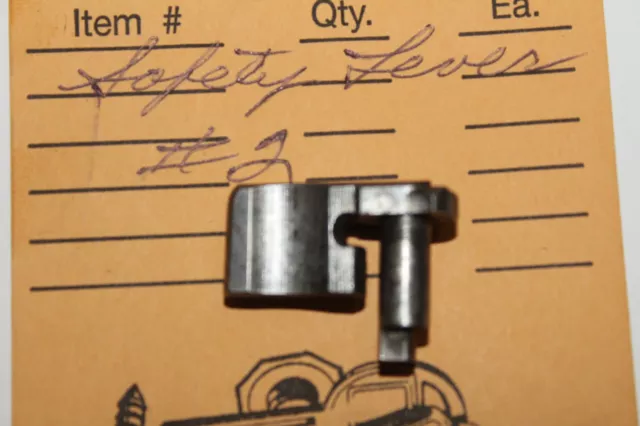 Item # Qty. Ea.
Safety Lever
# 2